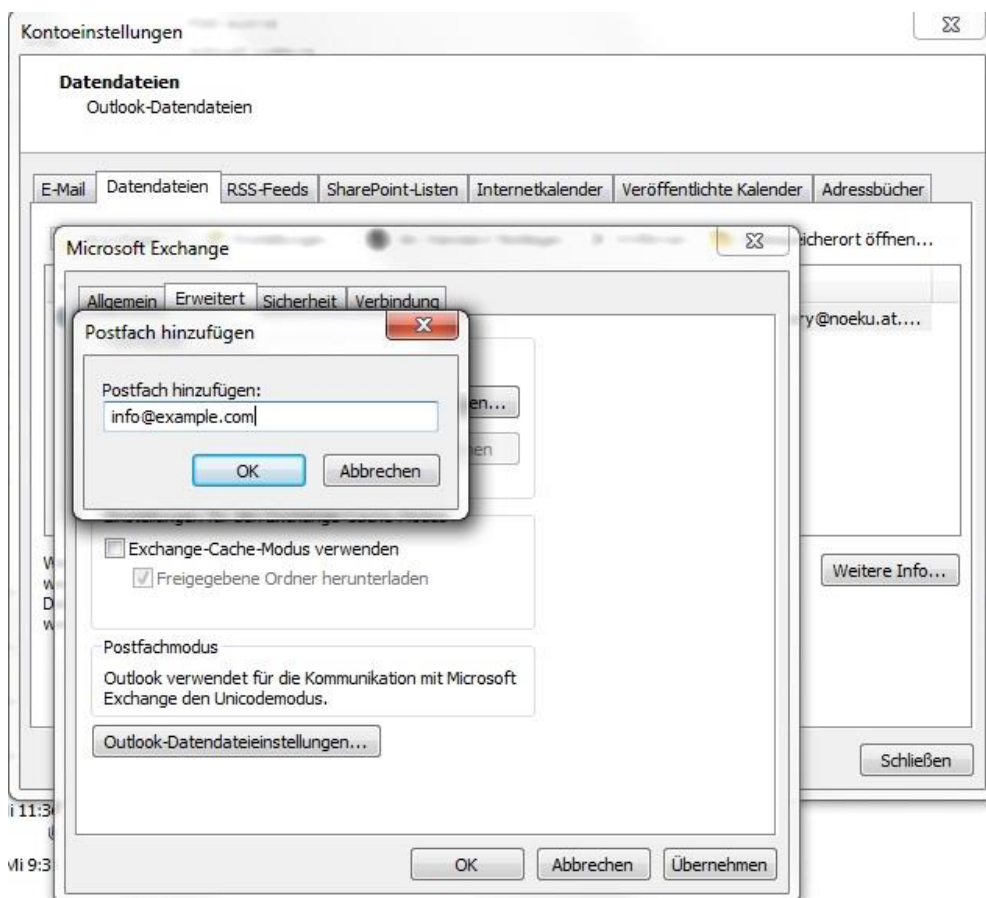 Kontoeinstellungen
Datendateien
Outlook-Datendateien
E-Mail Datendateien RSS-Feeds SharePoint-Listen Internetkalender Veröffentlichte Kalender Adressbücher
Microsoft Exchange
öffnen...
Allgemein Erweitert Sicherheit Verbindung
Postfach hinzufügen
@noeku.at....
Postfach hinzufügen:
info@example.com
OK Abbrechen
Exchange-Cache-Modus verwenden
Freigegebene Ordner herunterladen
Weitere Info...
Postfachmodus
Outlook verwendet für die Kommunikation mit Microsoft
Exchange den Unicodemodus.
Outlook-Datendateieinstellungen...
Schließen
OK Abbrechen Übernehmen